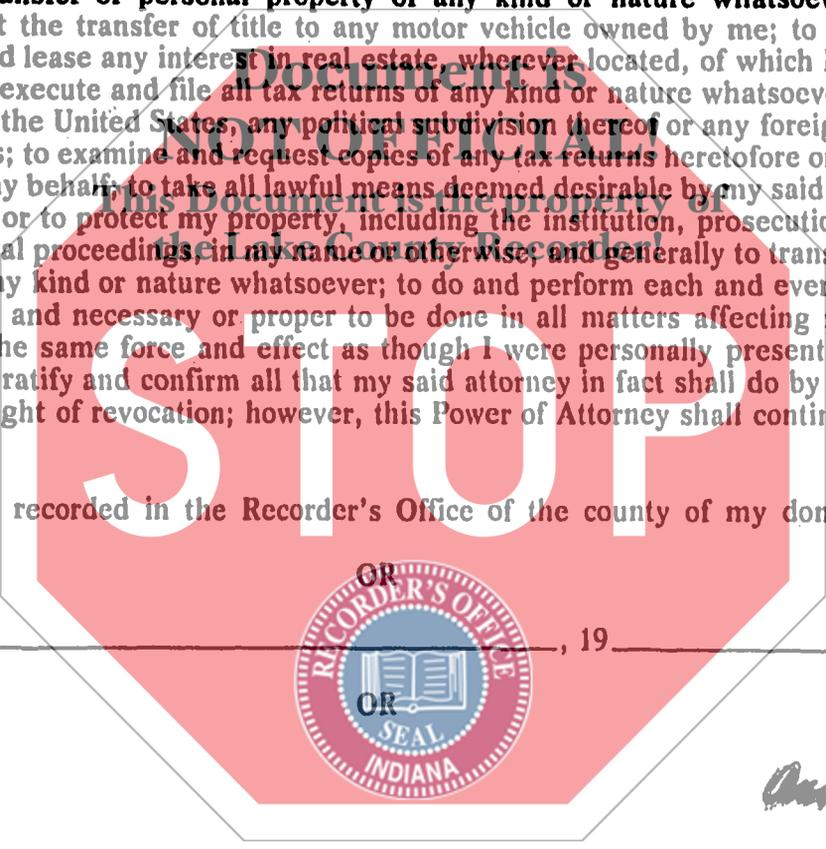 ansfer of personal property of any kind or nature whatsoev
t the transfer of title to any motor vehicle owned by me; to
d lease any interest in real estate, wherever located, of which
Document is
execute and file all tax returns of any kind or nature whatsoev
the United States, any political subdivision thereof or any foreig
NOT OFFICIAL!
s; to examine and request copies of any tax returns heretofore o
y behalf; to take all lawful means deemed desirable by my said
This Document is the property of
or to protect my property, including the institution, prosecutio
the Lake County Recorder!
al proceedings, in my name or otherwise; and generally to trans
y kind or nature whatsoever; to do and perform each and ever
and necessary or proper to be done in all matters affecting
he same force and effect as though I were personally present
ratify and confirm all that my said attorney in fact shall do by
ght of revocation; however, this Power of Attorney shall contin
STOP
recorded in the Recorder's Office of the county of my dom
OR
RECORDER'S OFFICE
, 19
OR
SEAL
INDIANA